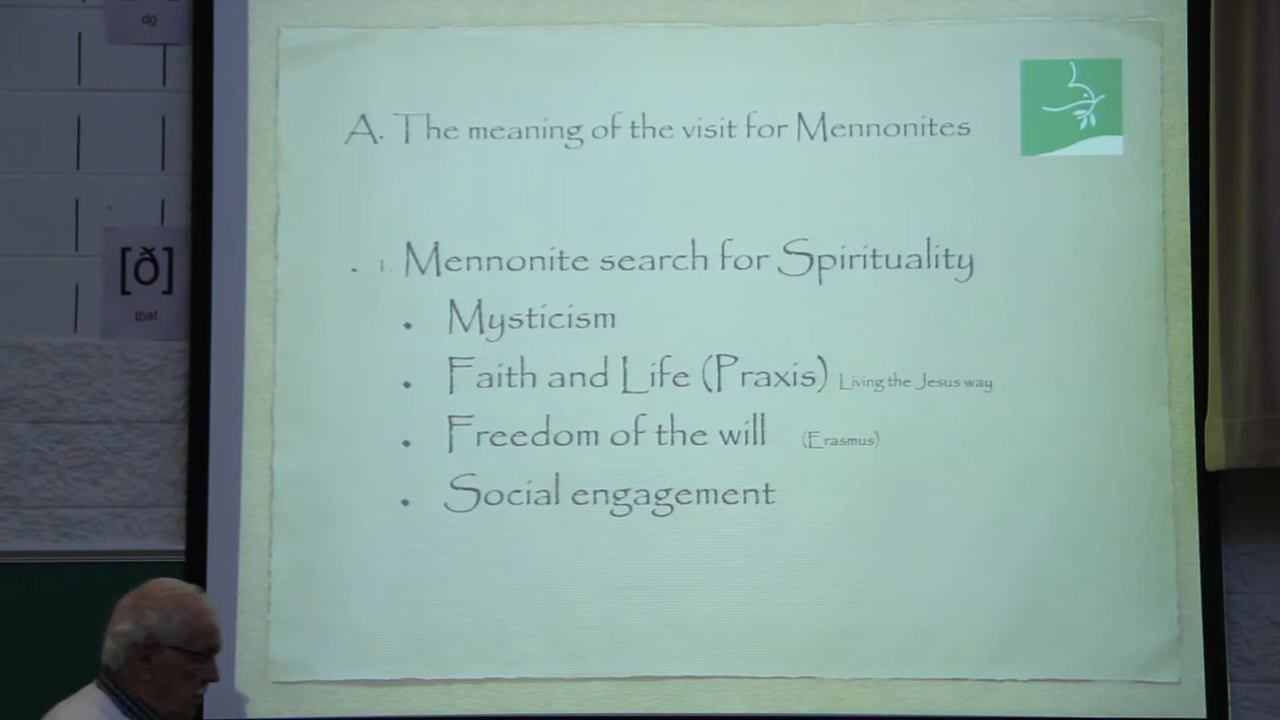 do
[ð]
that
A. The meaning of the visit for Mennonites
• 1. Mennonite search for Spirituality
• Mysticism
• Faith and Life (Praxis) Living the Jesus way
• Freedom of the will (Erasmus)
• Social engagement